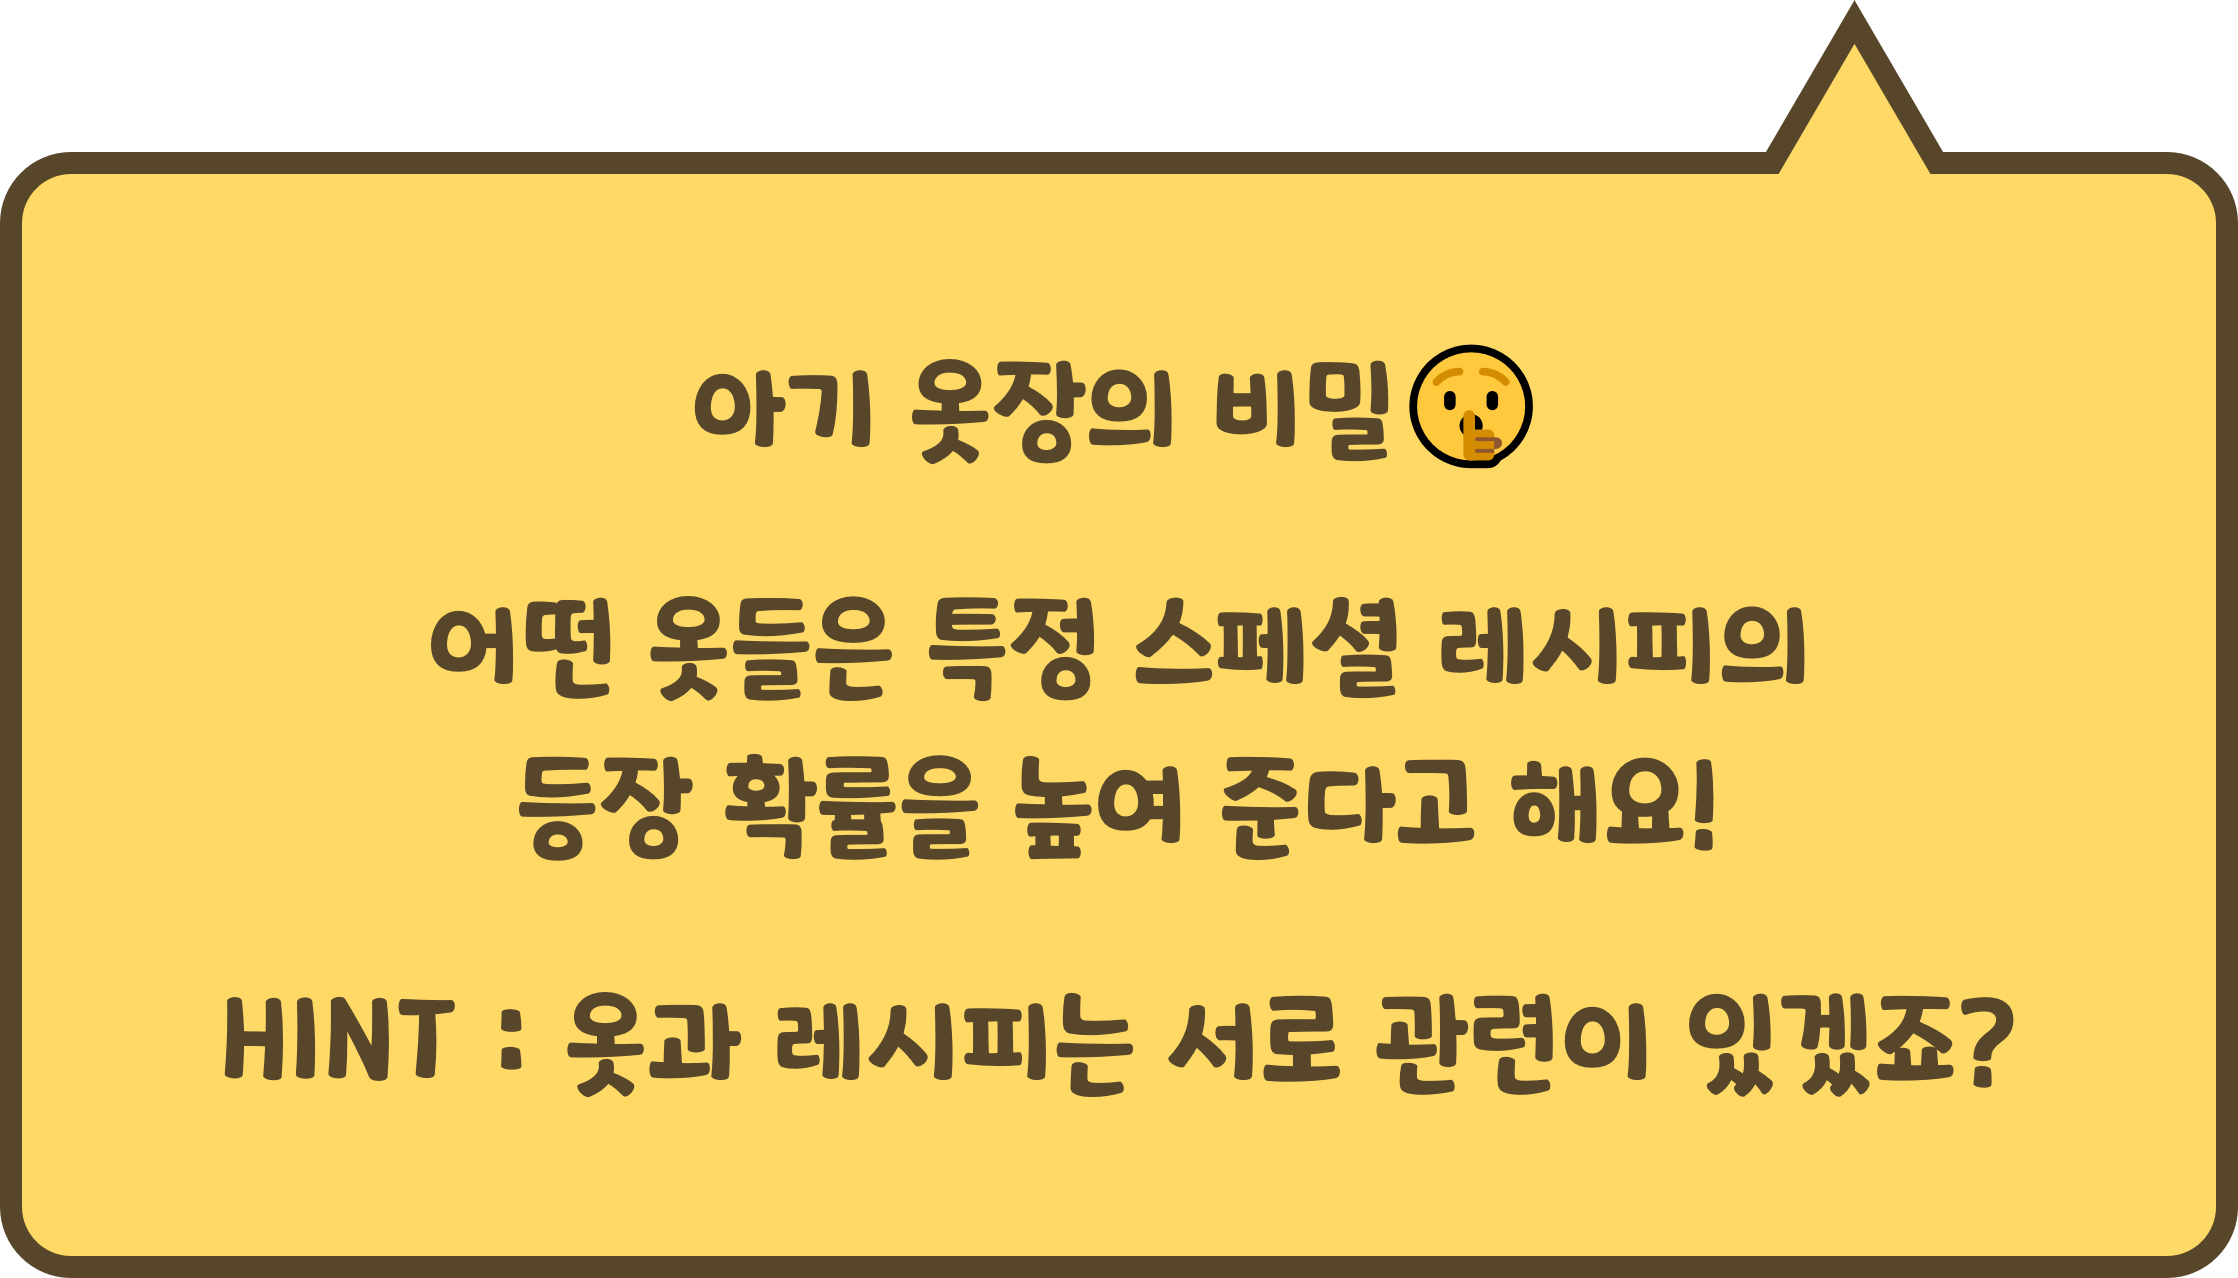 아기 옷장의 비밀🤫
어떤 옷들은 특정 스페셜 레시피의
등장 확률을 높여 준다고 해요!
HINT : 옷과 레시피는 서로 관련이 있겠죠?